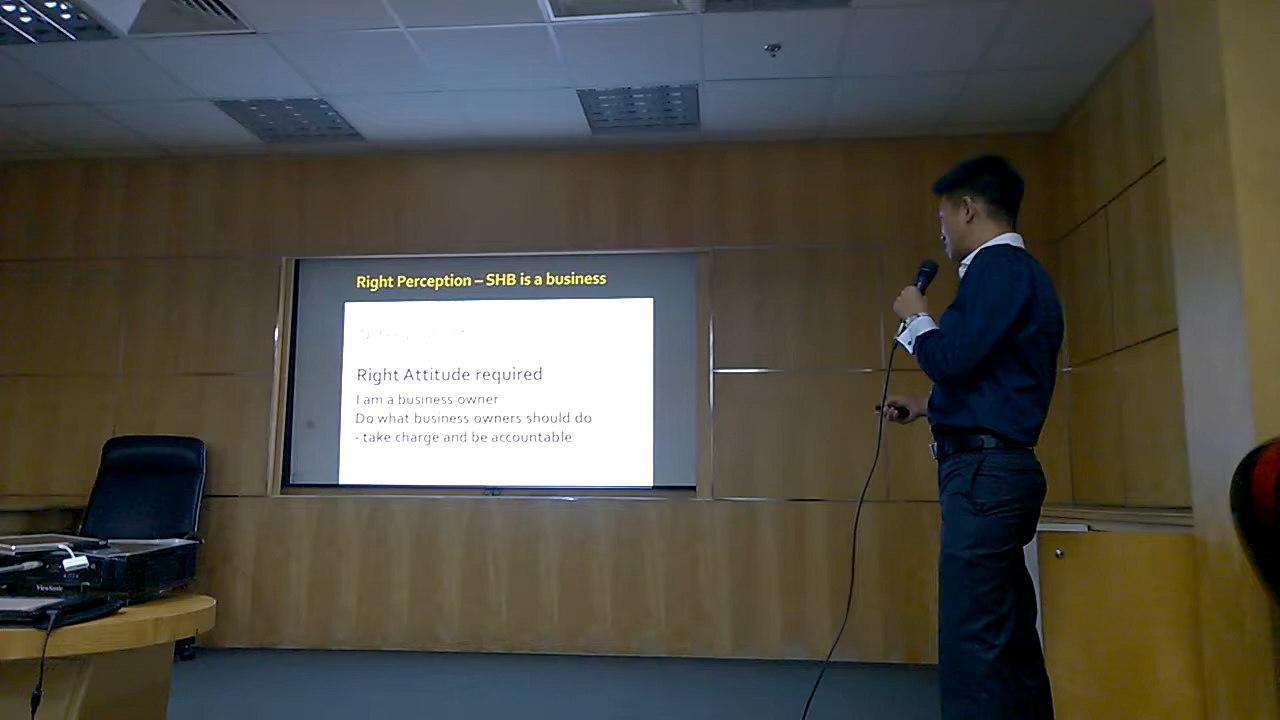 Right Perception – SHB is a business
Right Attitude required
I am a business owner
Do what business owners should do
- take charge and be accountable
ViewSonic